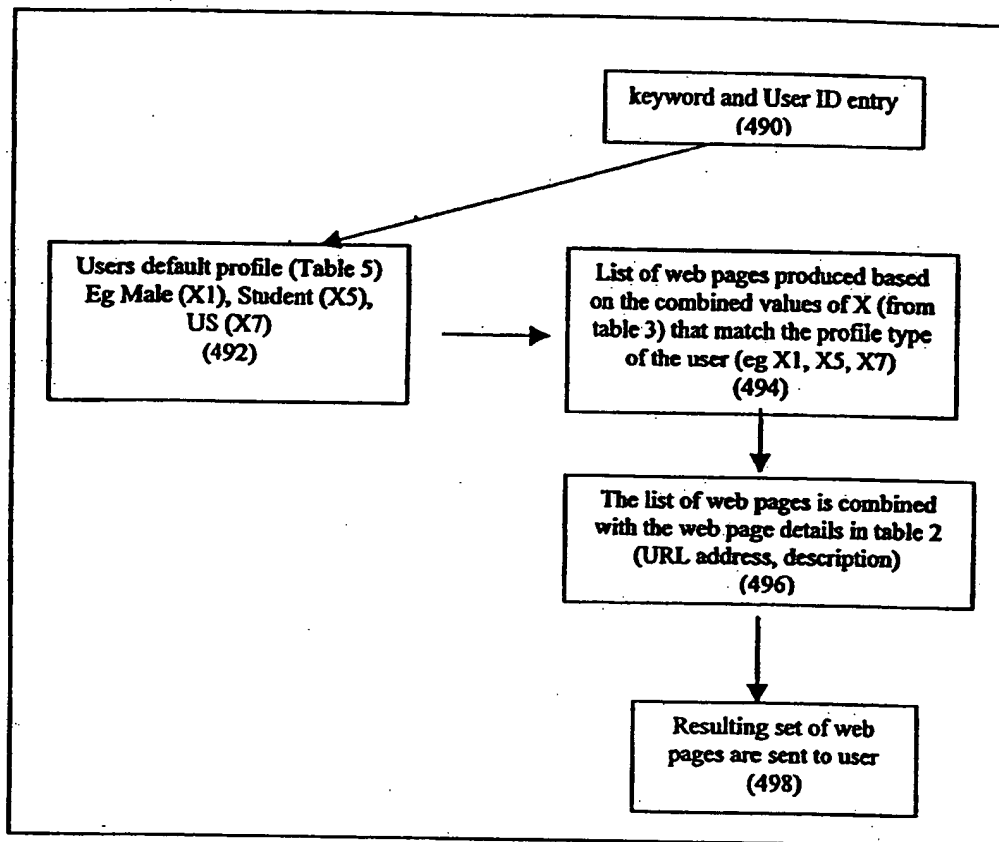 keyword and User ID entry
(490)
Users default profile (Table 5)
Eg Male (X1), Student (X5),
US (X7)
(492)
List of web pages produced based
on the combined values of X (from
table 3) that match the profile type
of the user (eg X1, X5, X7)
(494)
The list of web pages is combined
with the web page details in table 2
(URL address, description)
(496)
Resulting set of web
pages are sent to user
(498)